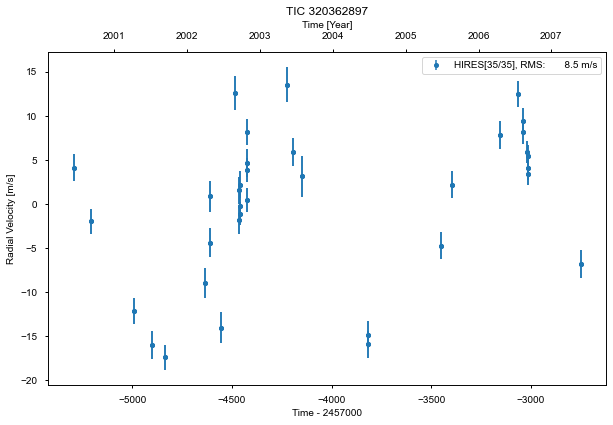 TIC 320362897
Time [Year]
2001 2002 2003 2004 2005 2006 2007
HIRES[35/35], RMS: 8.5 m/s
15
10
5
0
−5
−10
−15
−20
Radial Velocity [m/s]
−5000 −4500 −4000 −3500 −3000
Time - 2457000